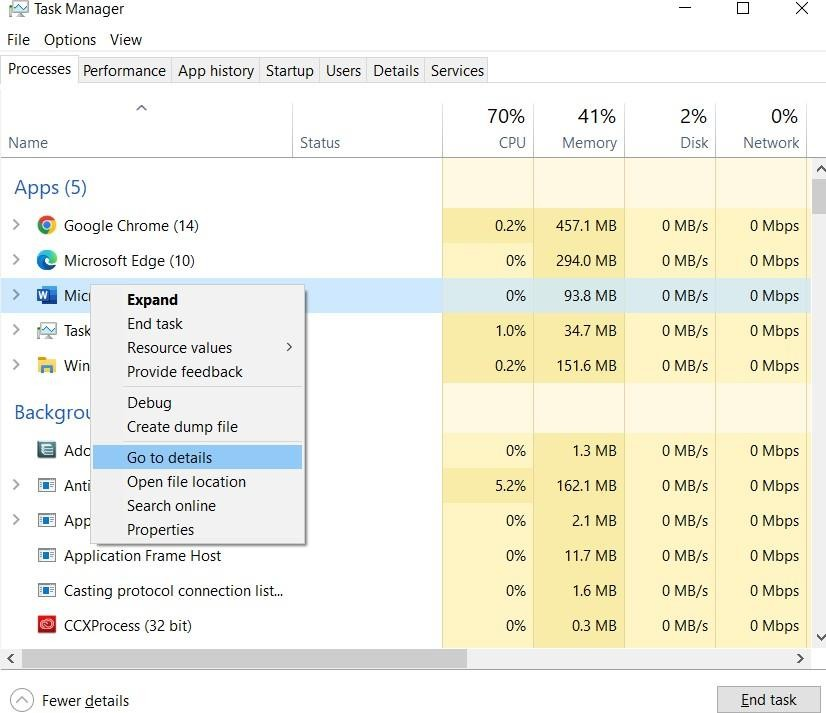 Task Manager
File Options View
Processes Performance App history Startup Users Details Services
70% 41% 2% 0%
Name Status CPU Memory Disk Network
Apps (5)
Google Chrome (14) 0.2% 457.1 MB 0 MB/s 0 Mbps
Microsoft Edge (10) 0% 294.0 MB 0 MB/s 0 Mbps
W Mic 0% 93.8 MB 0 MB/s 0 Mbps
Expand
End task
Task 1.0% 34.7 MB 0 MB/s 0 Mbps
Resource values
Win 0.2% 151.6 MB 0 MB/s 0 Mbps
Provide feedback
Debug
Backgrou
Create dump file
Ado 0% 1.3 MB 0 MB/s 0 Mbps
Go to details
Anti 5.2% 162.1 MB 0 MB/s 0 Mbps
Open file location
Search online
App 0% 2.1 MB 0 MB/s 0 Mbps
Properties
Application Frame Host 0% 11.7 MB 0 MB/s 0 Mbps
Casting protocol connection list... 0% 1.6 MB 0 MB/s 0 Mbps
CCXProcess (32 bit) 0% 0.3 MB 0 MB/s 0 Mbps
Fewer details End task